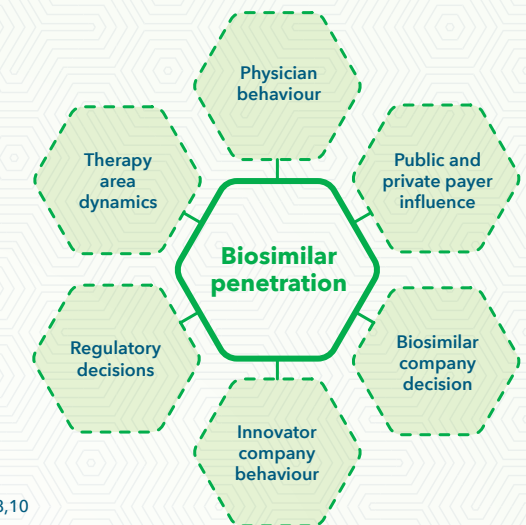 Physician
behaviour
Therapy
area
dynamics
Public and
private payer
influence
Biosimilar
penetration
Regulatory
decisions
Biosimilar
company
decision
Innovator
company
behaviour
,10